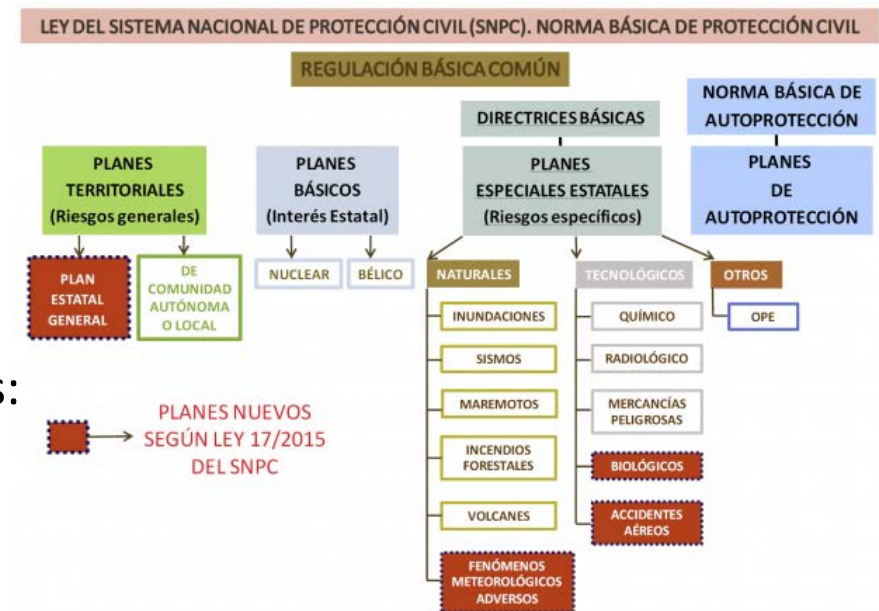 LEY DEL SISTEMA NACIONAL DE PROTECCIÓN CIVIL (SNPC). NORMA BÁSICA DE PROTECCIÓN CIVIL
REGULACIÓN BÁSICA COMÚN
PLANES
TERRITORIALES
(Riesgos generales)
PLAN
ESTATAL
GENERAL
DE
COMUNIDAD
AUTÓNOMA
O LOCAL
PLANES
BÁSICOS
(Interés Estatal)
NUCLEAR
BÉLICO
DIRECTRICES BÁSICAS
PLANES
ESPECIALES ESTATALES
(Riesgos específicos)
NATURALES
INUNDACIONES
SISMOS
MAREMOTOS
INCENDIOS
FORESTALES
VOLCANES
FENÓMENOS
METEOROLÓGICOS
ADVERSOS
TECNOLÓGICOS
QUÍMICO
RADIOLÓGICO
MERCANCÍAS
PELIGROSAS
BIOLÓGICOS
ACCIDENTES
AÉREOS
OTROS
OPE
NORMA BÁSICA DE
AUTOPROTECCIÓN
PLANES
DE
AUTOPROTECCIÓN
s:
PLANES NUEVOS
SEGÚN LEY 17/2015
DEL SNPC